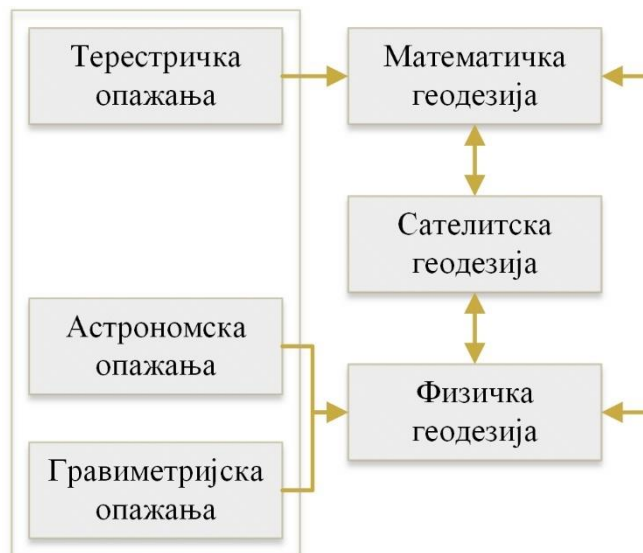 Терестричка
опажања
Математичка
геодезија
Сателитска
геодезија
Астрономска
опажања
Физичка
геодезија
Гравиметријска
опажања